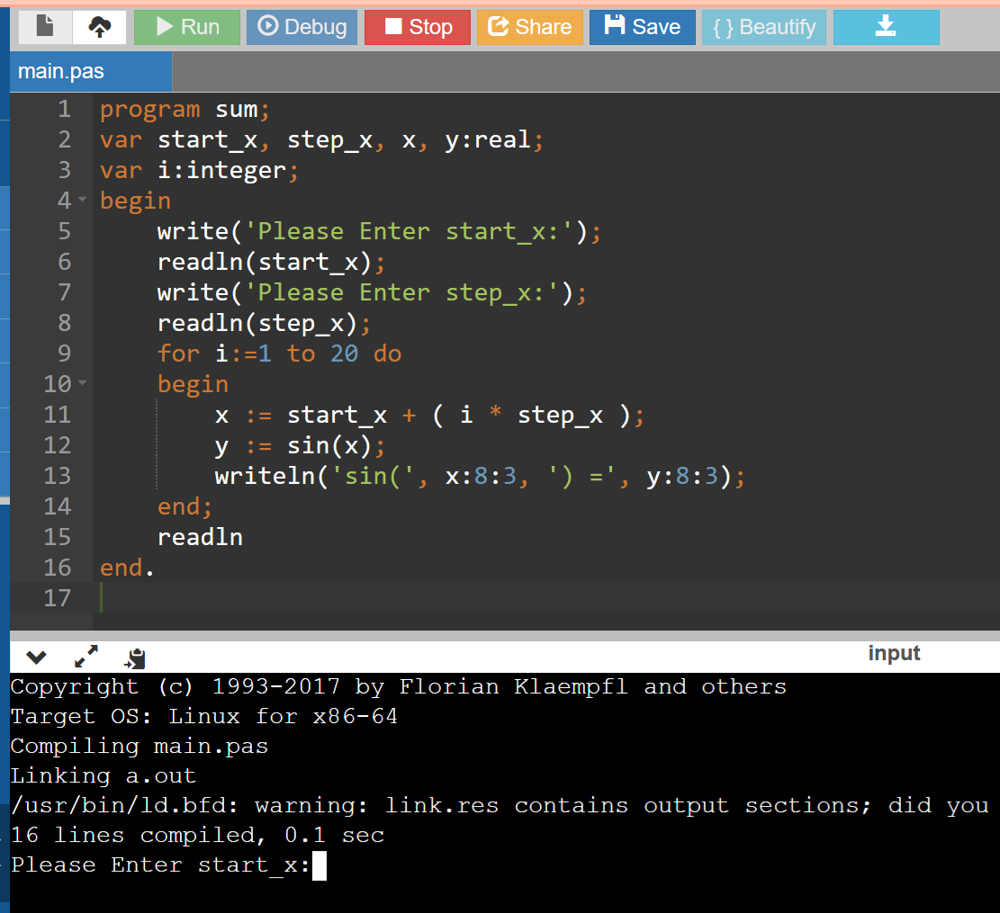 Run Debug Stop Share Save { } Beautify
main.pas
1 program sum;
2 var start_x, step_x, x, y:real;
3 var i:integer;
4 begin
5     write('Please Enter start_x:');
6     readln(start_x);
7     write('Please Enter step_x:');
8     readln(step_x);
9     for i:=1 to 20 do
10     begin
11         x := start_x + ( i * step_x );
12         y := sin(x);
13         writeln('sin(', x:8:3, ') =', y:8:3);
14     end;
15     readln
16 end.
17
input
Copyright (c) 1993-2017 by Florian Klaempfl and others
Target OS: Linux for x86-64
Compiling main.pas
Linking a.out
/usr/bin/ld.bfd: warning: link.res contains output sections; did you
16 lines compiled, 0.1 sec
Please Enter start_x: